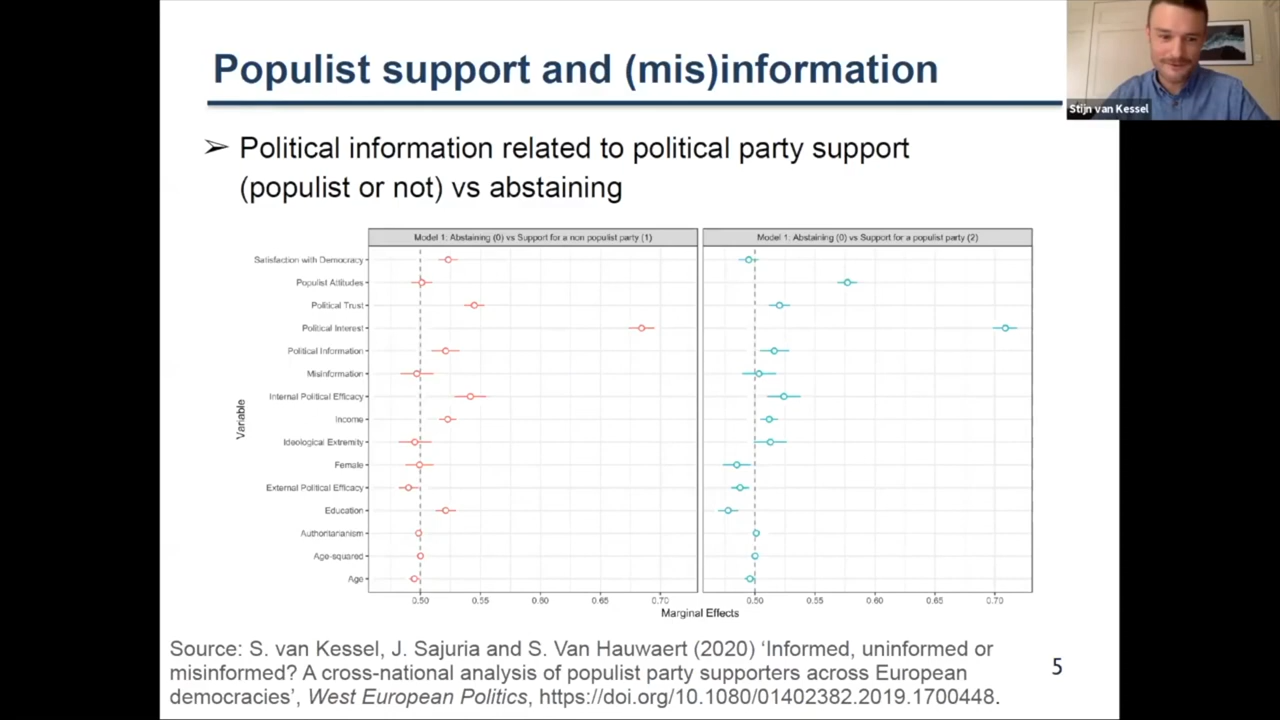 Populist support and (mis)information
Stijn van Kessel
➢ Political information related to political party support
(populist or not) vs abstaining
Model 1: Abstaining (0) vs Support for a non populist party (1)
Model 1: Abstaining (0) vs Support for a populist party (2)
Variable
Satisfaction with Democracy
Populist Attitudes
Political Trust
Political Interest
Political Information
Misinformation
Internal Political Efficacy
Income
Ideological Extremity
Female
External Political Efficacy
Education
Authoritarianism
Age-squared
Age
0.50 0.55 0.60 0.65 0.70
0.50 0.55 0.60 0.65 0.70
Marginal Effects
Source: S. van Kessel, J. Sajuria and S. Van Hauwaert (2020) ‘Informed, uninformed or
misinformed? A cross-national analysis of populist party supporters across European
democracies’, West European Politics, https://doi.org/10.1080/01402382.2019.1700448.
5